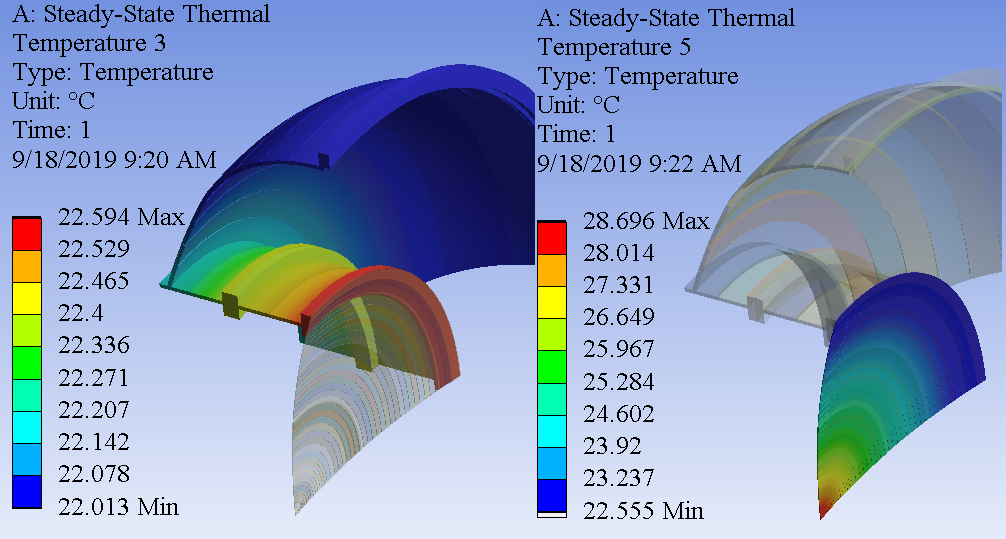 A: Steady-State Thermal
Temperature 3
Type: Temperature
Unit: °C
Time: 1
9/18/2019 9:20 AM
22.594 Max
22.529
22.465
22.4
22.336
22.271
22.207
22.142
22.078
22.013 Min
A: Steady-State Thermal
Temperature 5
Type: Temperature
Unit: °C
Time: 1
9/18/2019 9:22 AM
28.696 Max
28.014
27.331
26.649
25.967
25.284
24.602
23.92
23.237
22.555 Min